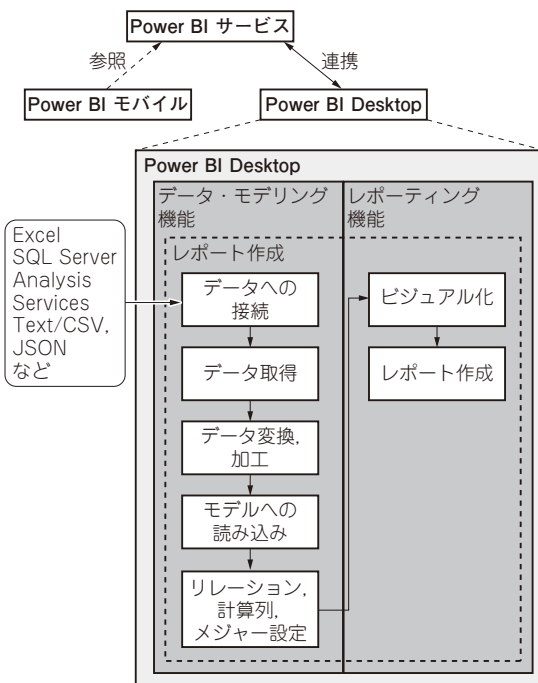 Power BI サービス
参照
連携
Power BI モバイル
Power BI Desktop
Power BI Desktop
データ・モデリング
機能
レポーティング
機能
レポート作成
Excel
SQL Server
Analysis
Services
Text/CSV,
JSON
など
データへの
接続
データ取得
データ変換,
加工
モデルへの
読み込み
リレーション,
計算列,
メジャー設定
ビジュアル化
レポート作成